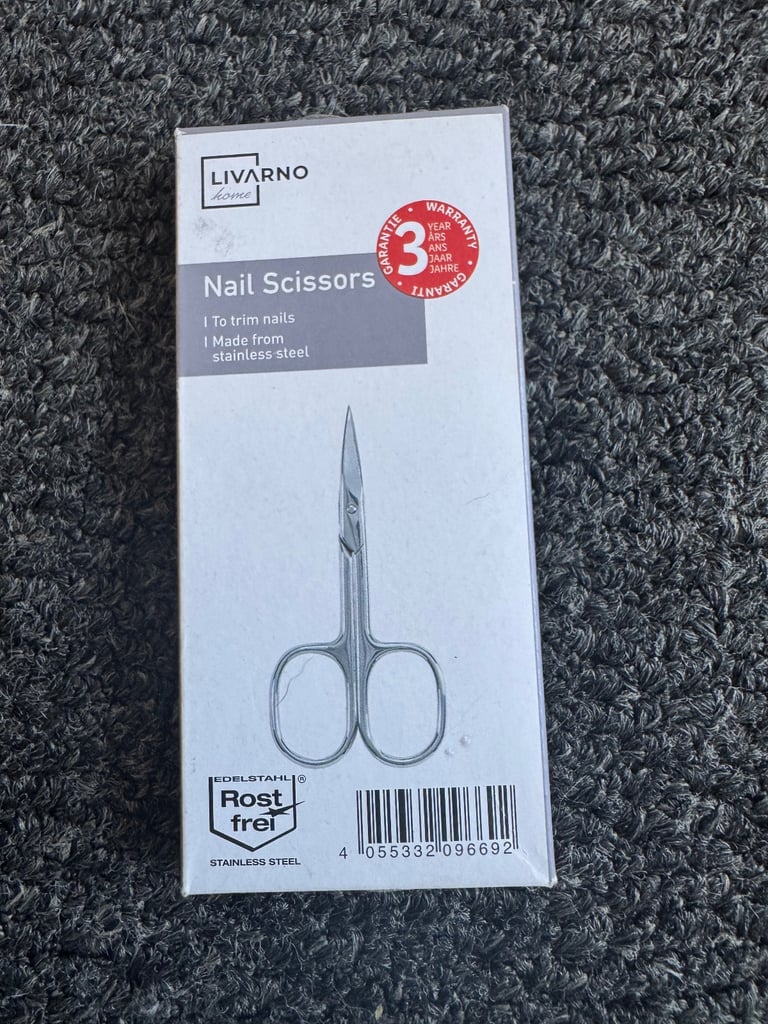 LIVARNO
home
GARANTIE • WARRANTY • GARANTI •
3
YEAR
ÅRS
ANS
JAAR
JAHRE
Nail Scissors
I To trim nails
I Made from
stainless steel
EDELSTAHL ®
Rost
frei
STAINLESS STEEL
4 055332 096692